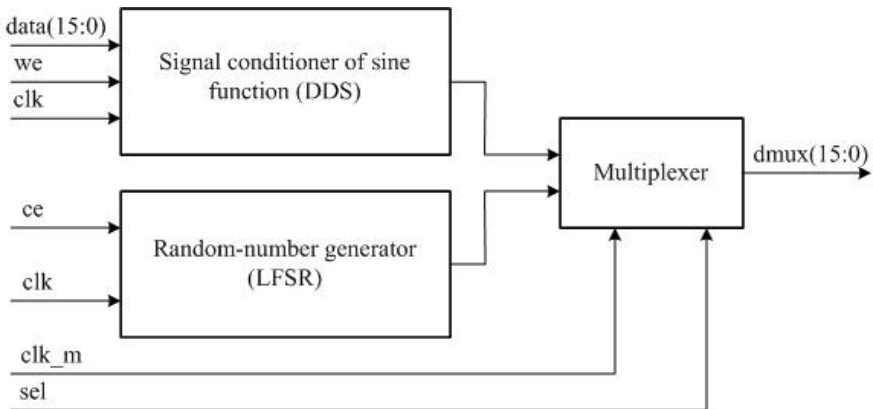 data(15:0)
we
clk
Signal conditioner of sine
function (DDS)
Multiplexer
dmux(15:0)
ce
clk
Random-number generator
(LFSR)
clk_m
sel